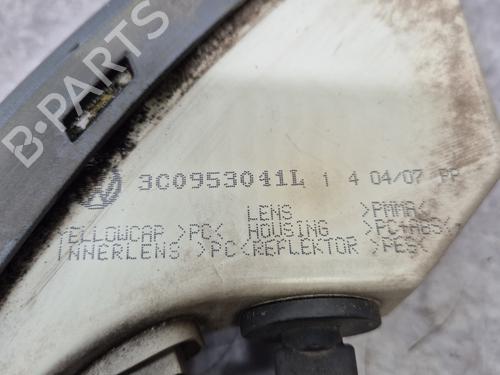 B-PARTS
3C0953041L 1 4 04/07 PP
LENS >PMMA<
YELLOWCAP >PC< HOUSING >PC+ABS<
INNERLENS >PC< REFLEKTOR >PES<